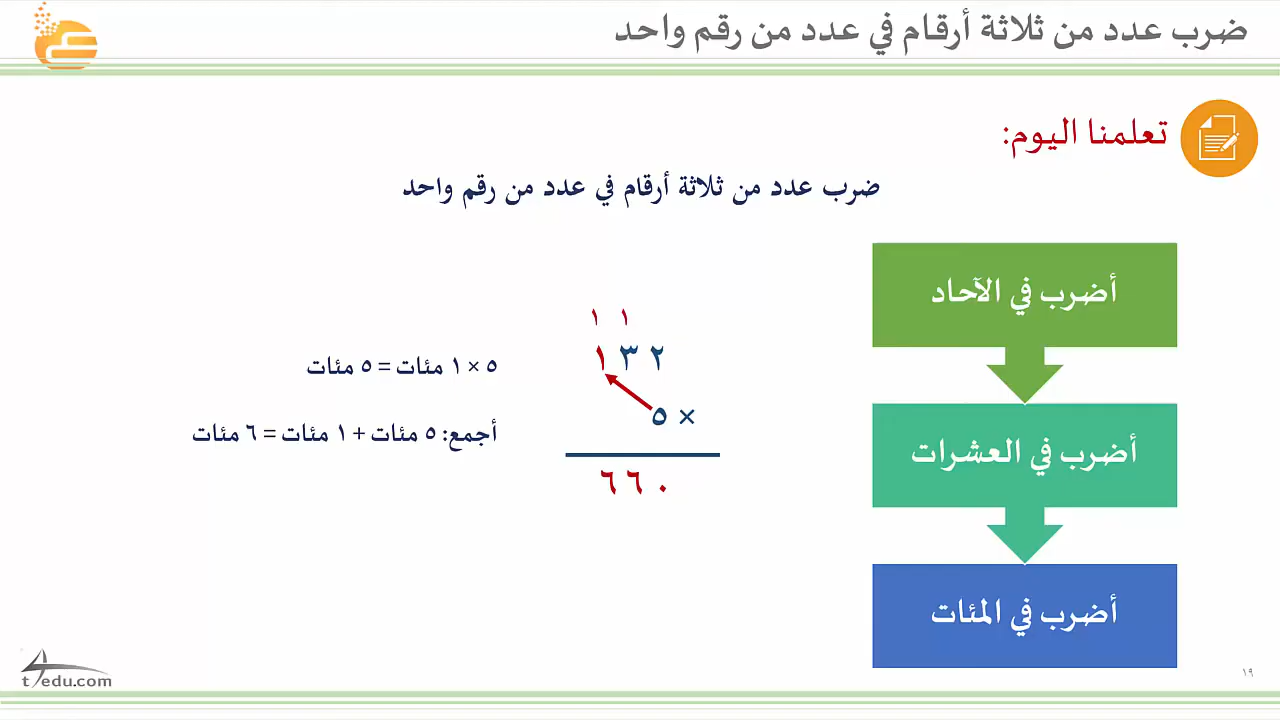 ضرب عدد من ثلاثة أرقام في عدد من رقم واحد
تعلمنا اليوم:
ضرب عدد من ثلاثة أرقام في عدد من رقم واحد
أضرب في الآحاد
أضرب في العشرات
أضرب في المئات
١ ١
١ ٣ ٢
٥ ×
٦ ٦ ٠
٥ × ١ مئات = ٥ مئات
أجمع: ٥ مئات + ١ مئات = ٦ مئات
t4edu.com
١٩